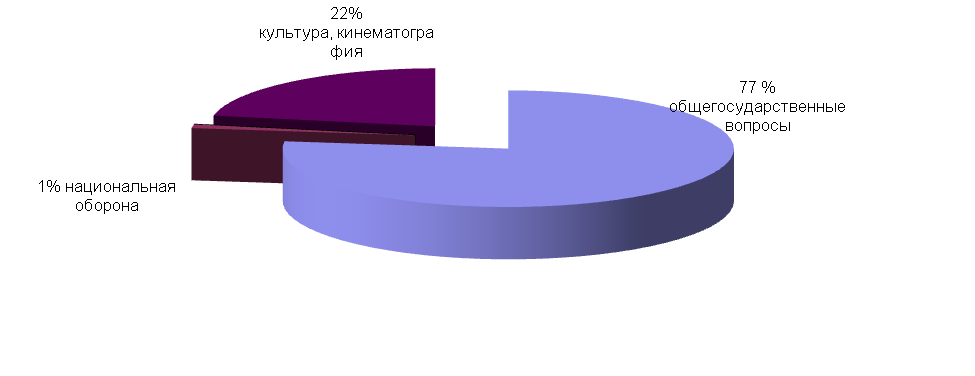 22%
культура, кинематогра
фия
77 %
общегосударственные
вопросы
1% национальная
оборона